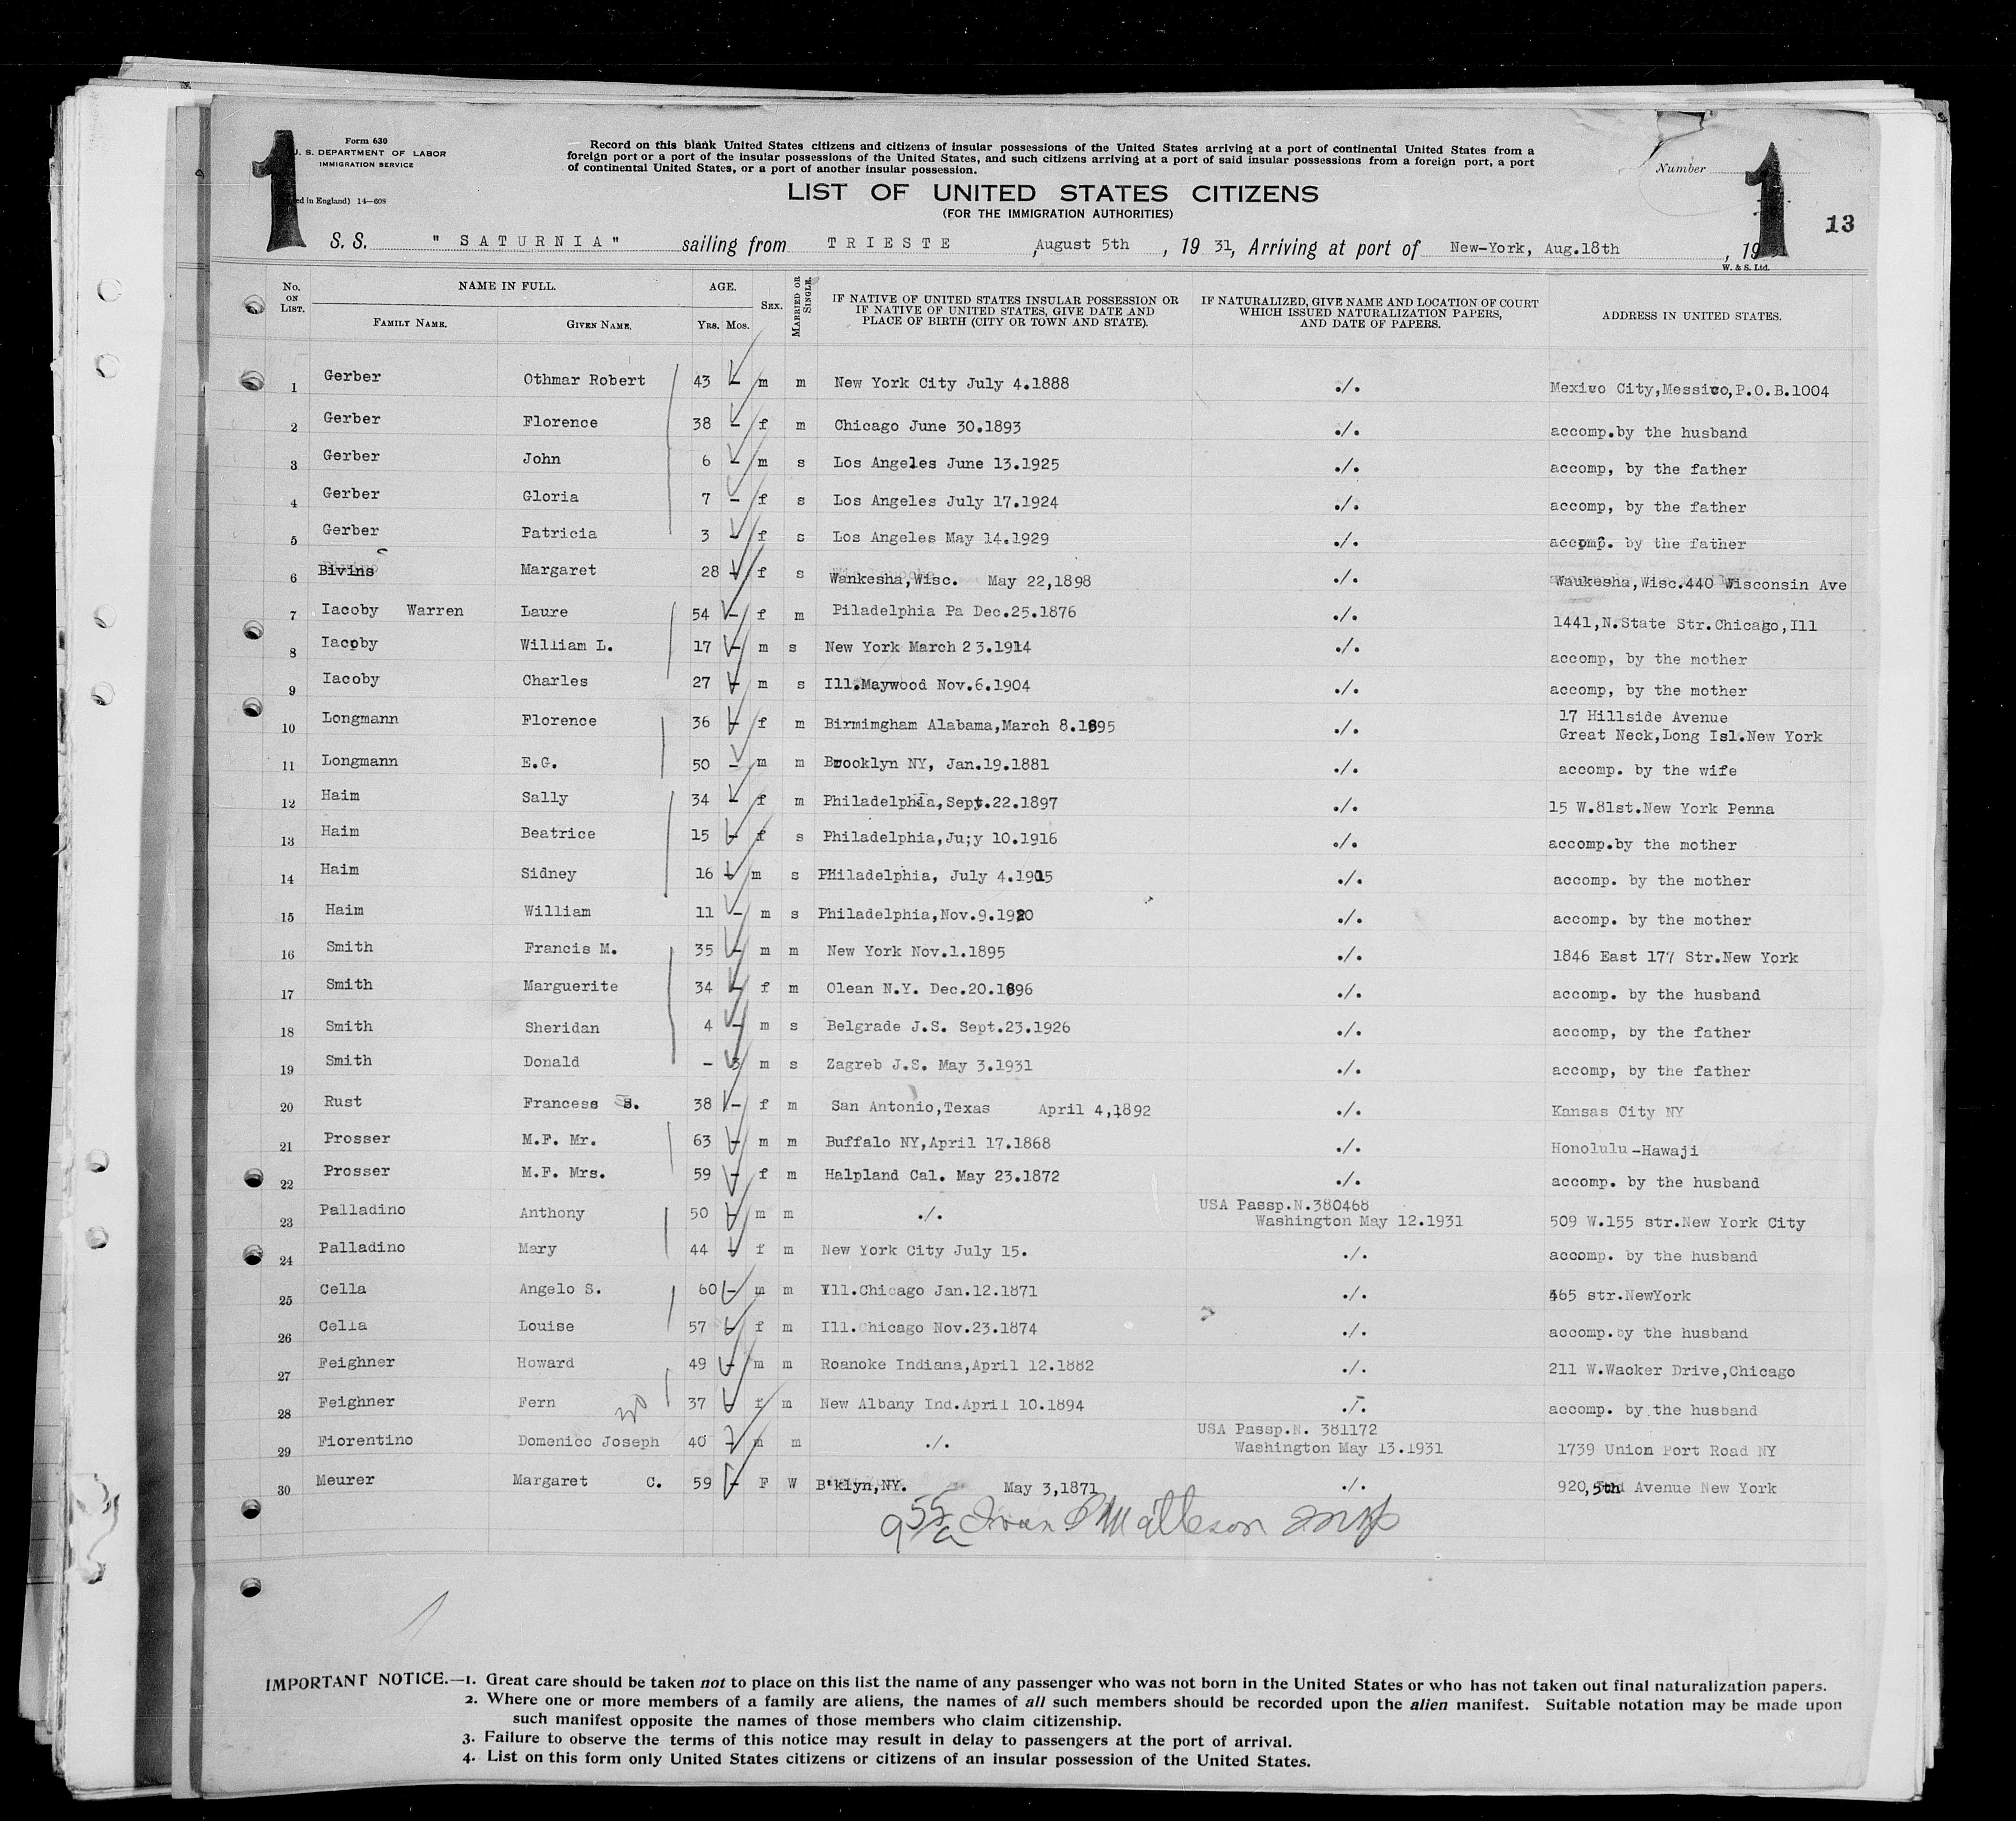 1
Form 630
U. S. DEPARTMENT OF LABOR
IMMIGRATION SERVICE
ed in England) 14—608
Record on this blank United States citizens and citizens of insular possessions of the United States arriving at a port of continental United States from a
foreign port or a port of the insular possessions of the United States, and such citizens arriving at a port of said insular possessions from a foreign port, a port
of continental United States, or a port of another insular possession.
LIST OF UNITED STATES CITIZENS
(FOR THE IMMIGRATION AUTHORITIES)
Number
1
13
S. S. "SATURNIA" sailing from TRIESTE, August 5th, 19 31, Arriving at port of New-York, Aug.18th, 19
W. & S. Ltd.
No. ON LIST. NAME IN FULL. FAMILY NAME. GIVEN NAME. AGE. YRS. MOS. SEX. MARRIED OR SINGLE. IF NATIVE OF UNITED STATES INSULAR POSSESSION OR IF NATIVE OF UNITED STATES, GIVE DATE AND PLACE OF BIRTH (CITY OR TOWN AND STATE). IF NATURALIZED, GIVE NAME AND LOCATION OF COURT WHICH ISSUED NATURALIZATION PAPERS, AND DATE OF PAPERS. ADDRESS IN UNITED STATES.
1 Gerber Othmar Robert 43 - m m New York City July 4.1888 ./. Mexico City,Messico,P.O.B.1004
2 Gerber Florence 38 - f m Chicago June 30.1893 ./. accomp.by the husband
3 Gerber John 6 - m s Los Angeles June 13.1925 ./. accomp, by the father
4 Gerber Gloria 7 - f s Los Angeles July 17.1924 ./. accomp, by the father
5 Gerber Patricia 3 - f s Los Angeles May 14.1929 ./. accomp. by the father
6 Bivins Margaret 28 - f s Wankesha,Wisc. May 22,1898 ./. Waukesha,Wisc.440 Wisconsin Ave
7 Iacoby Warren Laure 54 - f m Piladelphia Pa Dec.25.1876 ./. 1441,N.State Str.Chicago,Ill
8 Iacoby William L. 17 - m s New York March 23.1914 ./. accomp, by the mother
9 Iacoby Charles 27 - m s Ill.Maywood Nov.6.1904 ./. accomp, by the mother
10 Longmann Florence 36 - f m Birmimgham Alabama,March 8.1895 ./. 17 Hillside Avenue
Great Neck,Long Isl.New York
11 Longmann E.G. 50 - m m Brooklyn NY, Jan.19.1881 ./. accomp. by the wife
12 Haim Sally 34 - f m Philadelphia,Sept.22.1897 ./. 15 W.81st.New York Penna
13 Haim Beatrice 15 - f s Philadelphia,Ju;y 10.1916 ./. accomp.by the mother
14 Haim Sidney 16 - m s PHiladelphia, July 4.1915 ./. accomp. by the mother
15 Haim William 11 - m s Philadelphia,Nov.9.1920 ./. accomp. by the mother
16 Smith Francis M. 35 - m m New York Nov.1.1895 ./. 1846 East 177 Str.New York
17 Smith Marguerite 34 - f m Olean N.Y. Dec.20.1896 ./. accomp. by the husband
18 Smith Sheridan 4 - m s Belgrade J.S. Sept.23.1926 ./. accomp, by the father
19 Smith Donald - 3 m s Zagreb J.S. May 3.1931 ./. accomp, by the father
20 Rust Francess S. 38 - f m San Antonio,Texas April 4,1892 ./. Kansas City NY
21 Prosser M.F. Mr. 63 - m m Buffalo NY,April 17.1868 ./. Honolulu-Hawaji
22 Prosser M.F. Mrs. 59 - f m Halpland Cal. May 23.1872 ./. accomp. by the husband
23 Palladino Anthony 50 - m m ./. USA Passp.N.380468
Washington May 12.1931 509 W.155 str.New York City
24 Palladino Mary 44 - f m New York City July 15. ./. accomp. by the husband
25 Cella Angelo S. 60 - m m Ill.Chicago Jan.12.1871 ./. 465 str.NewYork
26 Cella Louise 57 - f m Ill.Chicago Nov.23.1874 ./. accomp.by the husband
27 Feighner Howard 49 - m m Roanoke Indiana,April 12.1882 ./. 211 W.Wacker Drive,Chicago
28 Feighner Fern 37 - f m New Albany Ind.April 10.1894 ./. accomp. by the husband
29 Fiorentino Domenico Joseph 40 - m m ./. USA Passp.N. 381172
Washington May 13.1931 1739 Union Port Road NY
30 Meurer Margaret C. 59 - F W B'klyn,NY. May 3,1871 ./. 920,5th Avenue New York
9 55/a
IMPORTANT NOTICE.—1. Great care should be taken not to place on this list the name of any passenger who was not born in the United States or who has not taken out final naturalization papers.
2. Where one or more members of a family are aliens, the names of all such members should be recorded upon the alien manifest. Suitable notation may be made upon
such manifest opposite the names of those members who claim citizenship.
3. Failure to observe the terms of this notice may result in delay to passengers at the port of arrival.
4. List on this form only United States citizens or citizens of an insular possession of the United States.